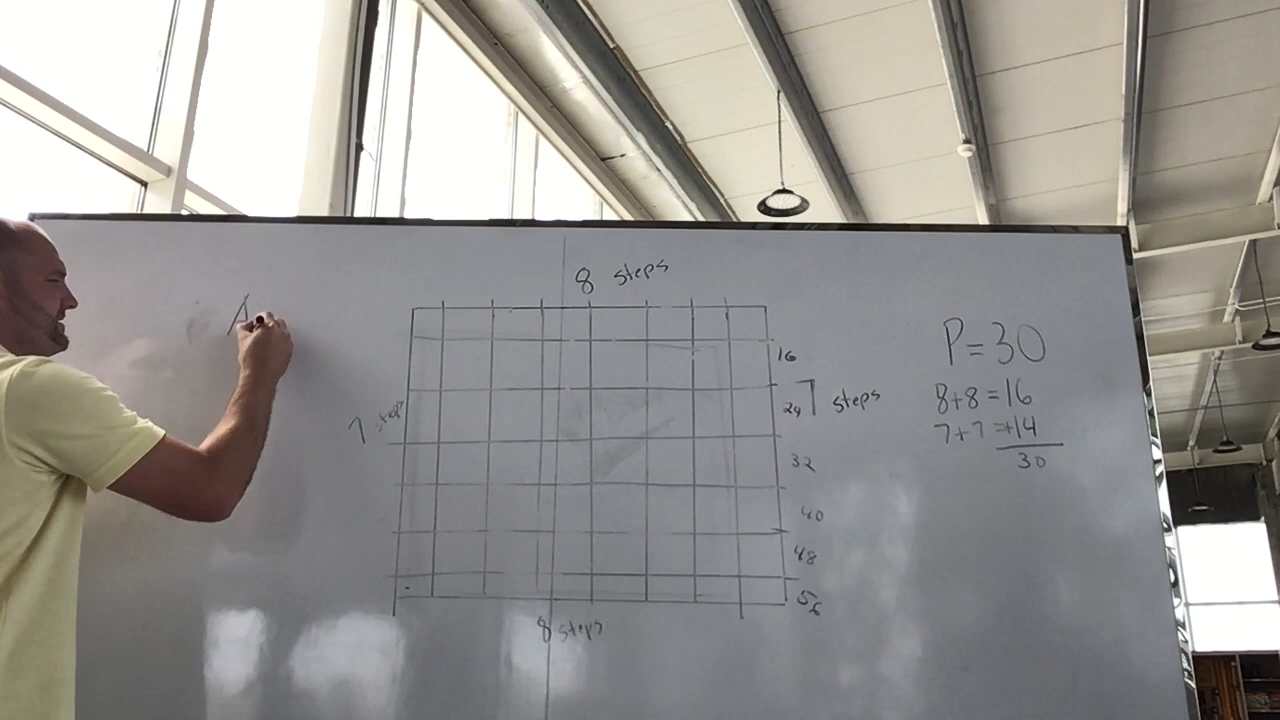 8 steps
A
16
7 steps
24
7 steps
32
40
48
56
8 steps
P=30
8+8=16
7+7=+14
30